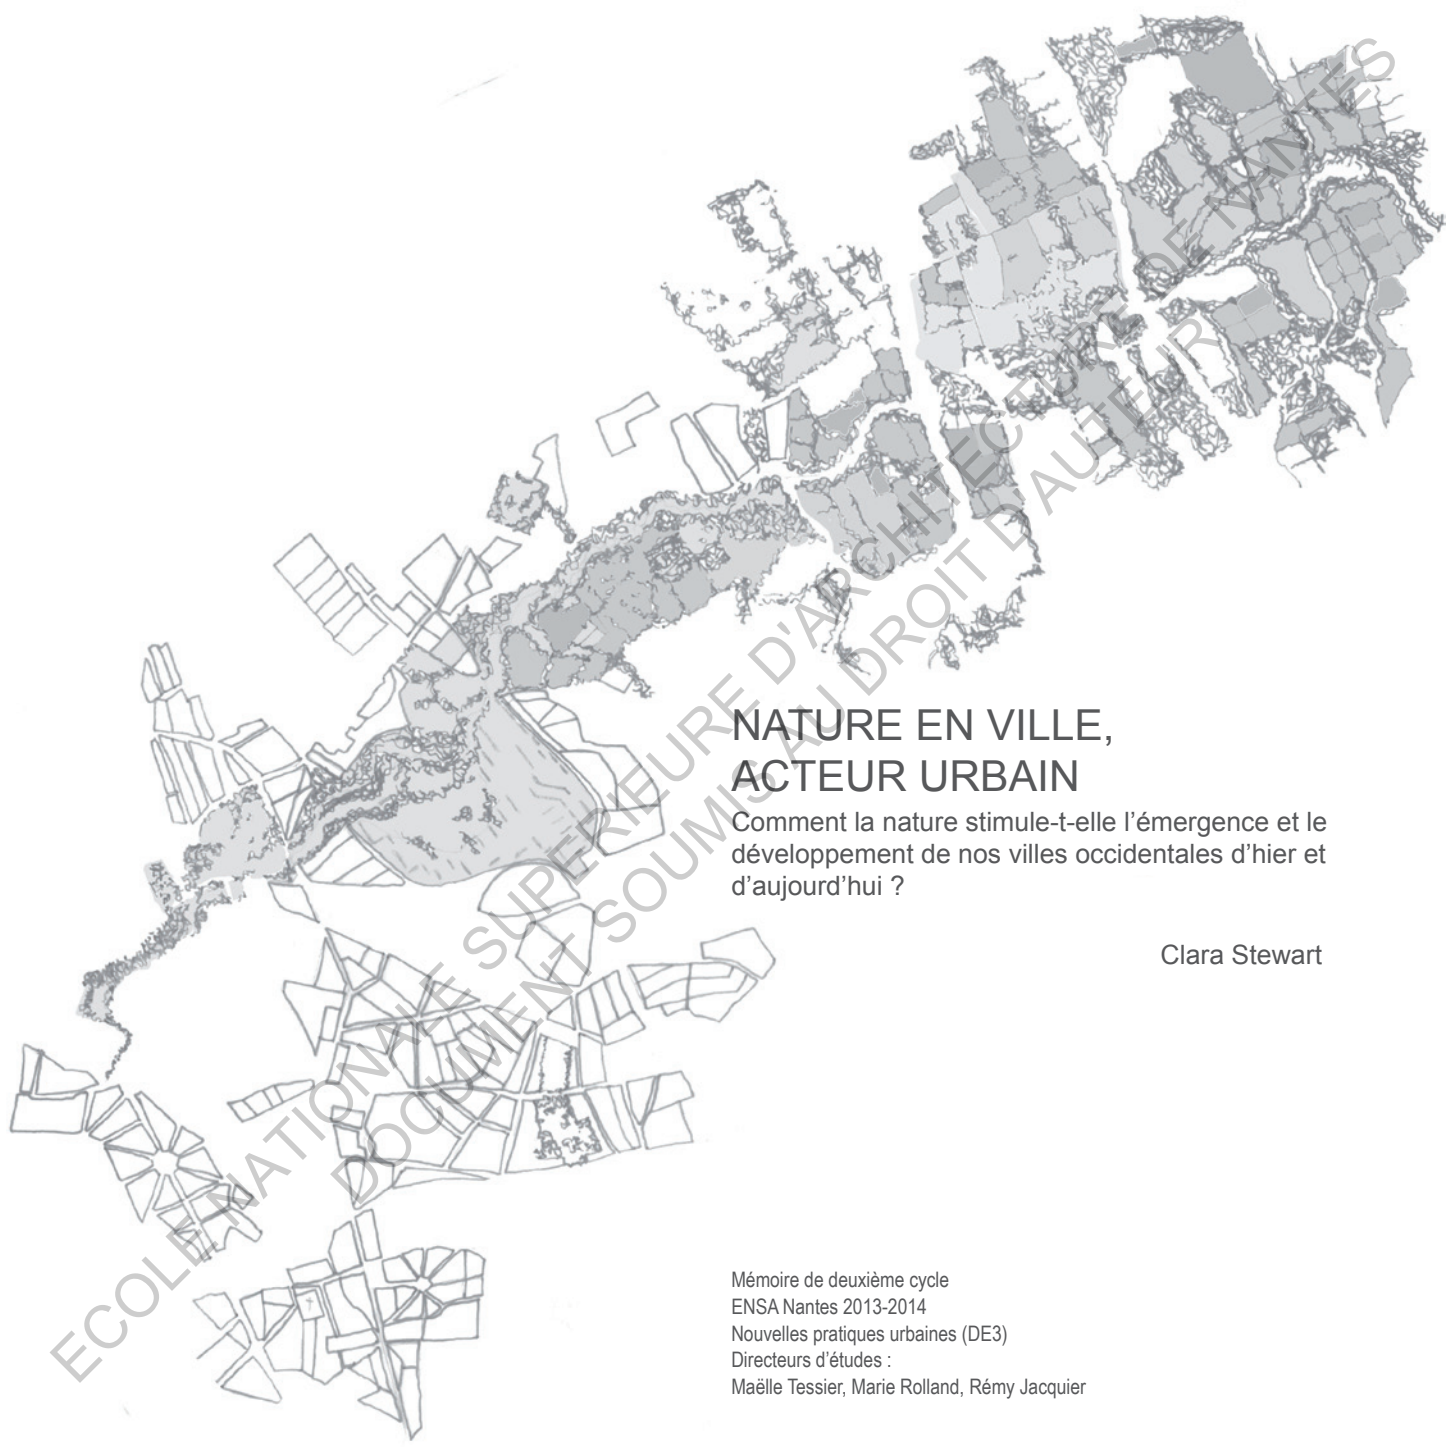 NATURE EN VILLE,
ACTEUR URBAIN
Comment la nature stimule-t-elle l’émergence et le
développement de nos villes occidentales d’hier et
d’aujourd’hui ?
Clara Stewart
Mémoire de deuxième cycle
ENSA Nantes 2013-2014
Nouvelles pratiques urbaines (DE3)
Directeurs d’études :
Maëlle Tessier, Marie Rolland, Rémy Jacquier
ECOLE NATIONALE SUPERIEURE D'ARCHITECTURE DE NANTES
DOCUMENT SOUMIS AU DROIT D'AUTEUR